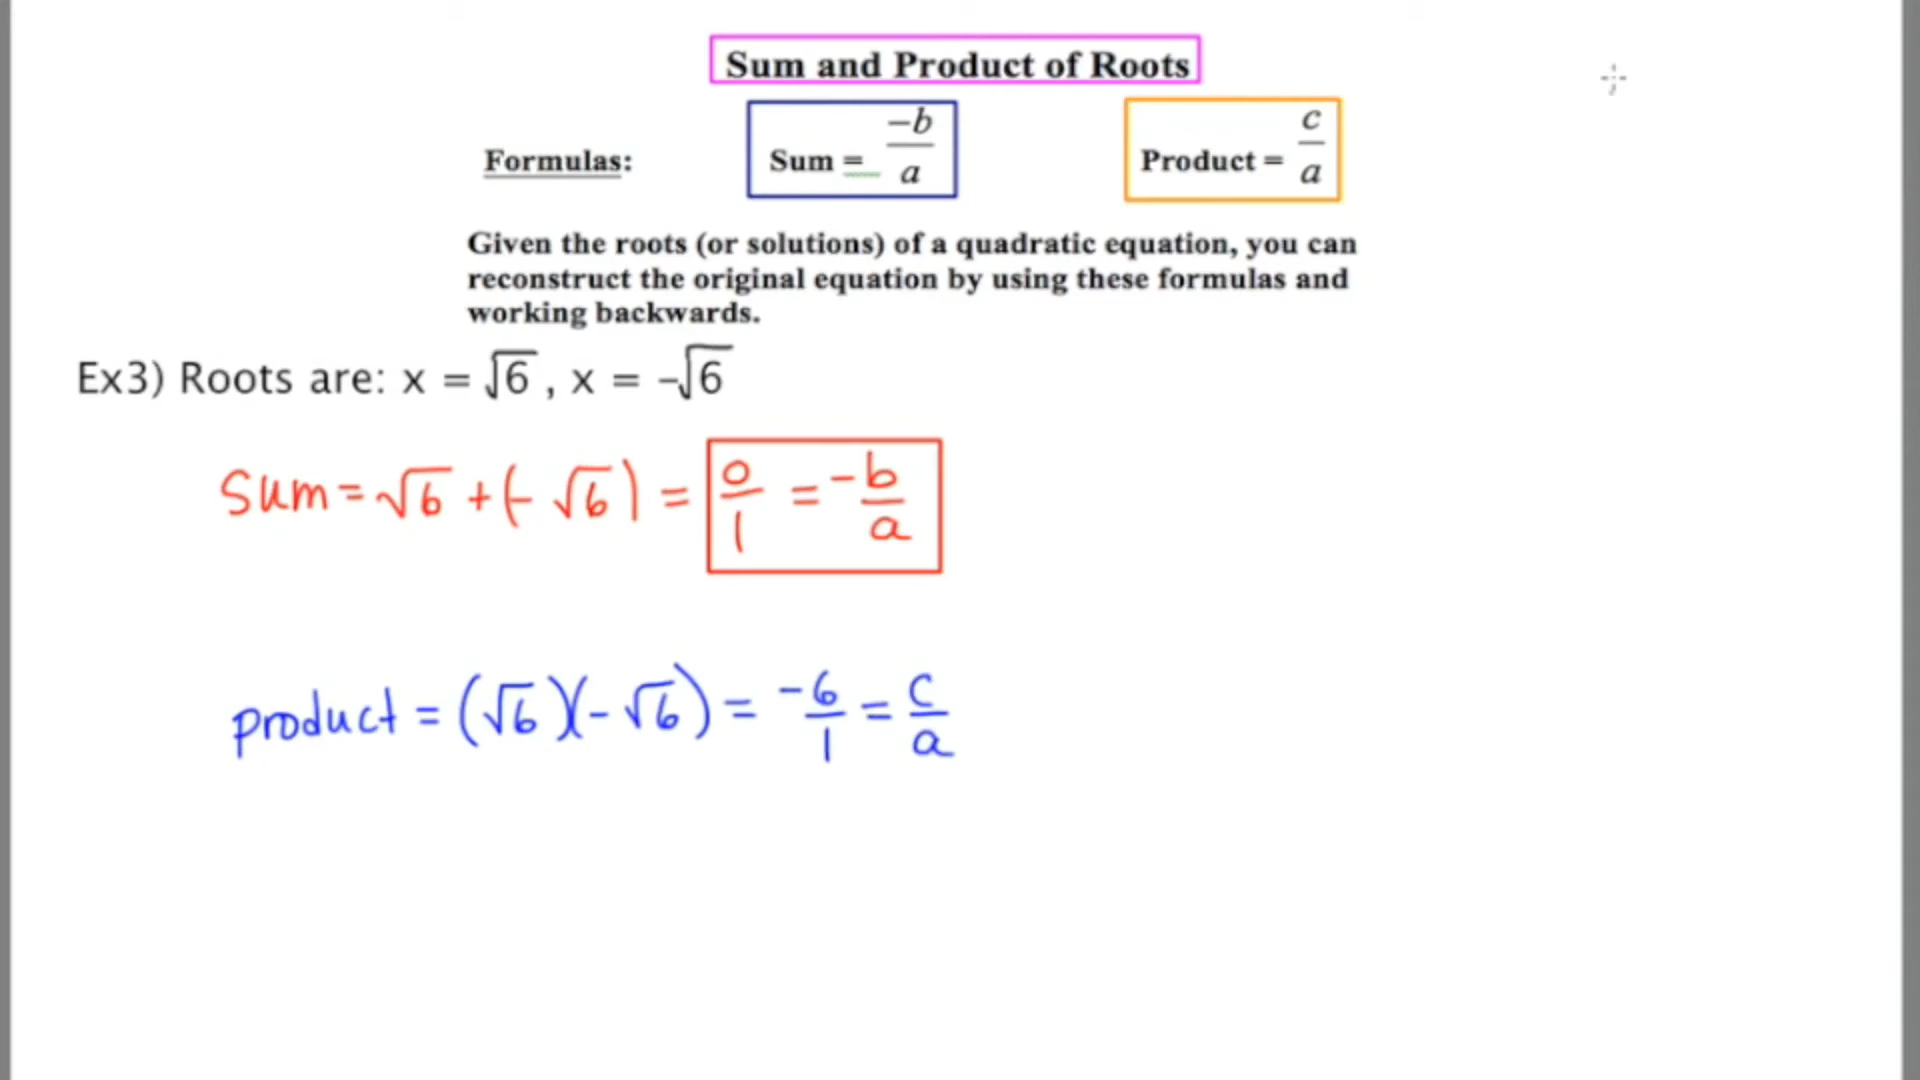 Sum and Product of Roots
Formulas: Sum = −b/a Product = c/a
Given the roots (or solutions) of a quadratic equation, you can
reconstruct the original equation by using these formulas and
working backwards.
Ex3) Roots are: x = √6 , x = −√6
Sum = √6 + (− √6) = 0/1 = −b/a
product = (√6)(− √6) = −6/1 = c/a